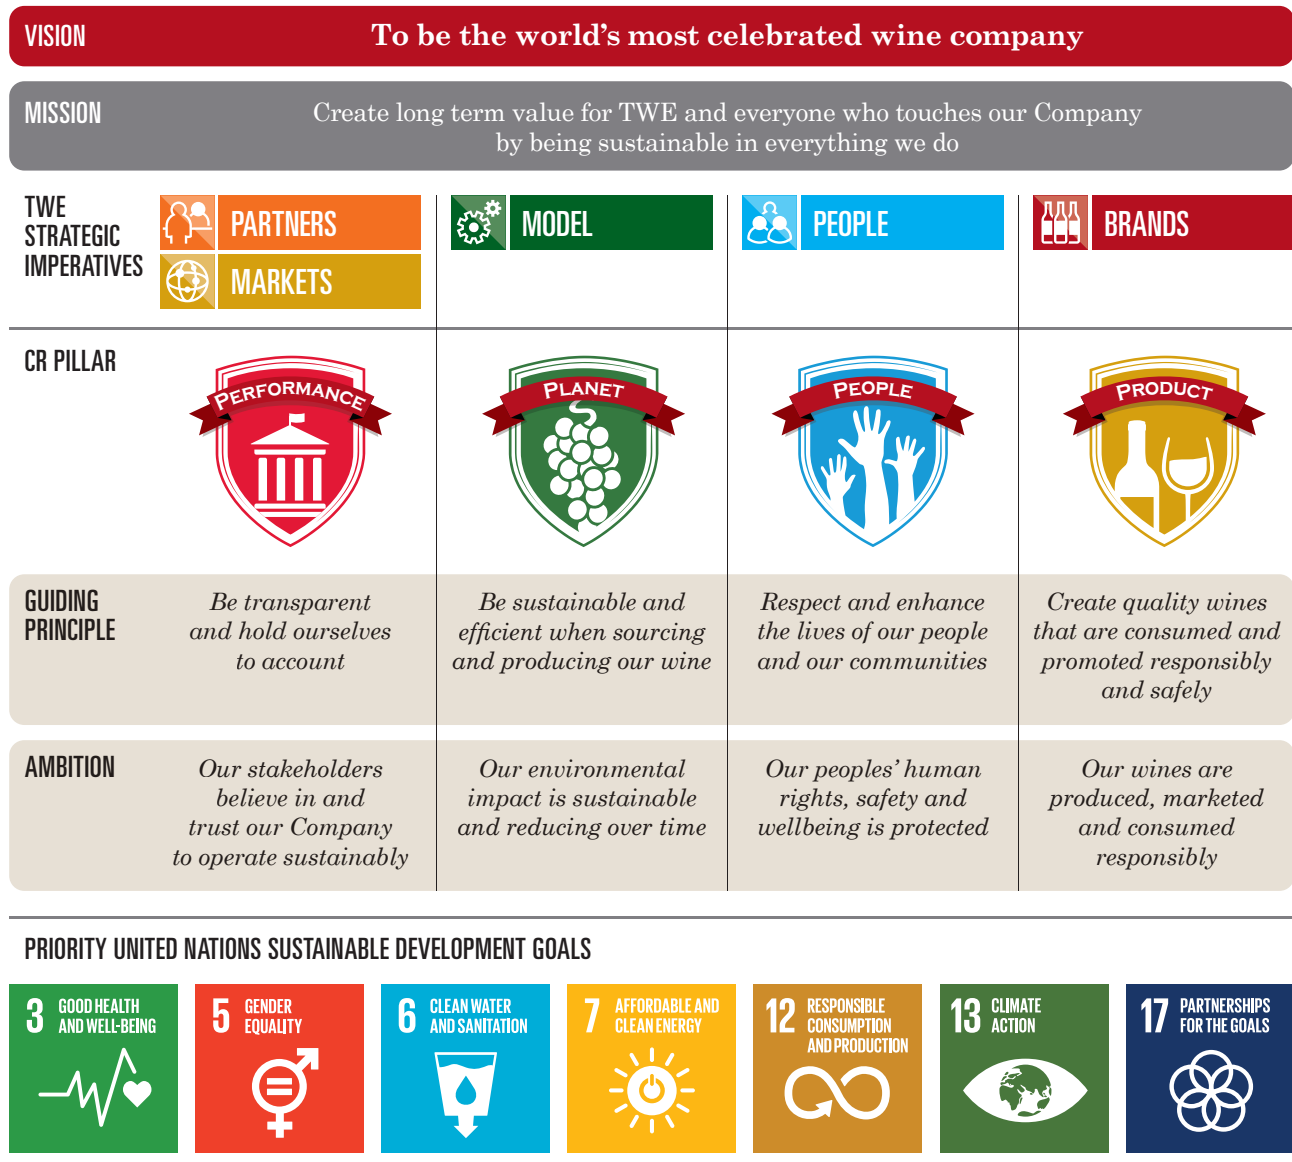 VISION
To be the world's most celebrated wine company
MISSION
Create long term value for TWE and everyone who touches our Company
by being sustainable in everything we do
TWE
STRATEGIC
IMPERATIVES
PARTNERS
MARKETS
MODEL
PEOPLE
BRANDS
CR PILLAR
PERFORMANCE
PLANET
PEOPLE
PRODUCT
GUIDING
PRINCIPLE
Be transparent
and hold ourselves
to account
Be sustainable and
efficient when sourcing
and producing our wine
Respect and enhance
the lives of our people
and our communities
Create quality wines
that are consumed and
promoted responsibly
and safely
AMBITION
Our stakeholders
believe in and
trust our Company
to operate sustainably
Our environmental
impact is sustainable
and reducing over time
Our peoples' human
rights, safety and
wellbeing is protected
Our wines are
produced, marketed
and consumed
responsibly
PRIORITY UNITED NATIONS SUSTAINABLE DEVELOPMENT GOALS
3 GOOD HEALTH
AND WELL-BEING
5 GENDER
EQUALITY
6 CLEAN WATER
AND SANITATION
7 AFFORDABLE AND
CLEAN ENERGY
12 RESPONSIBLE
CONSUMPTION
AND PRODUCTION
13 CLIMATE
ACTION
17 PARTNERSHIPS
FOR THE GOALS